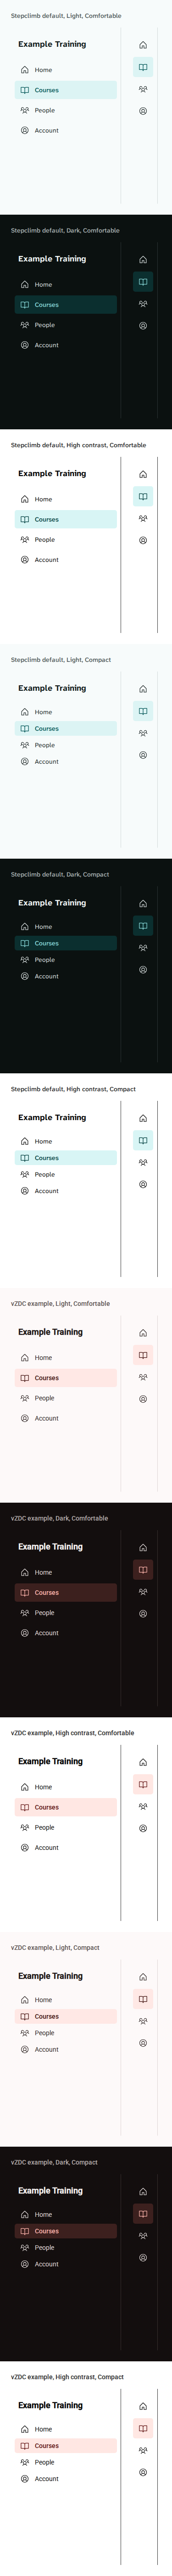 Stepclimb default, Light, Comfortable
Example Training
Home
Courses
People
Account
Stepclimb default, Dark, Comfortable
Example Training
Home
Courses
People
Account
Stepclimb default, High contrast, Comfortable
Example Training
Home
Courses
People
Account
Stepclimb default, Light, Compact
Example Training
Home
Courses
People
Account
Stepclimb default, Dark, Compact
Example Training
Home
Courses
People
Account
Stepclimb default, High contrast, Compact
Example Training
Home
Courses
People
Account
vZDC example, Light, Comfortable
Example Training
Home
Courses
People
Account
vZDC example, Dark, Comfortable
Example Training
Home
Courses
People
Account
vZDC example, High contrast, Comfortable
Example Training
Home
Courses
People
Account
vZDC example, Light, Compact
Example Training
Home
Courses
People
Account
vZDC example, Dark, Compact
Example Training
Home
Courses
People
Account
vZDC example, High contrast, Compact
Example Training
Home
Courses
People
Account